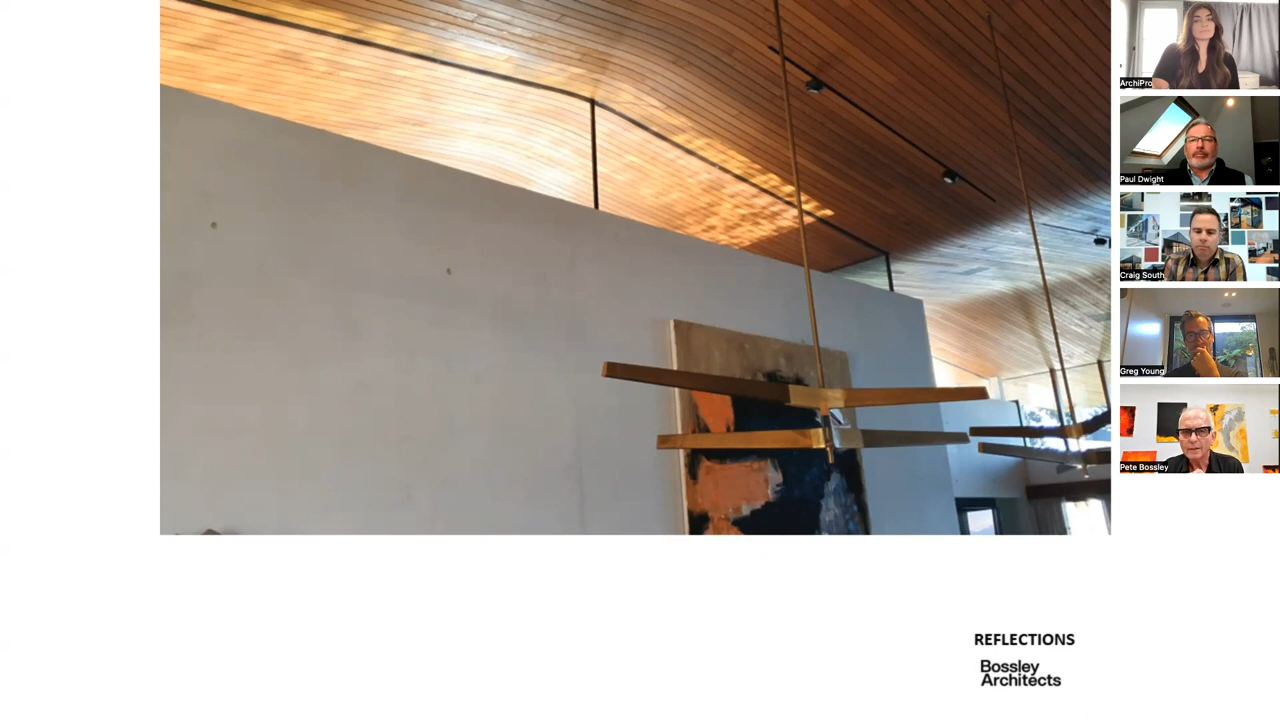 ArchiPro
Paul Dwight
Craig South
Greg Young
Pete Bossley
REFLECTIONS
Bossley
Architects